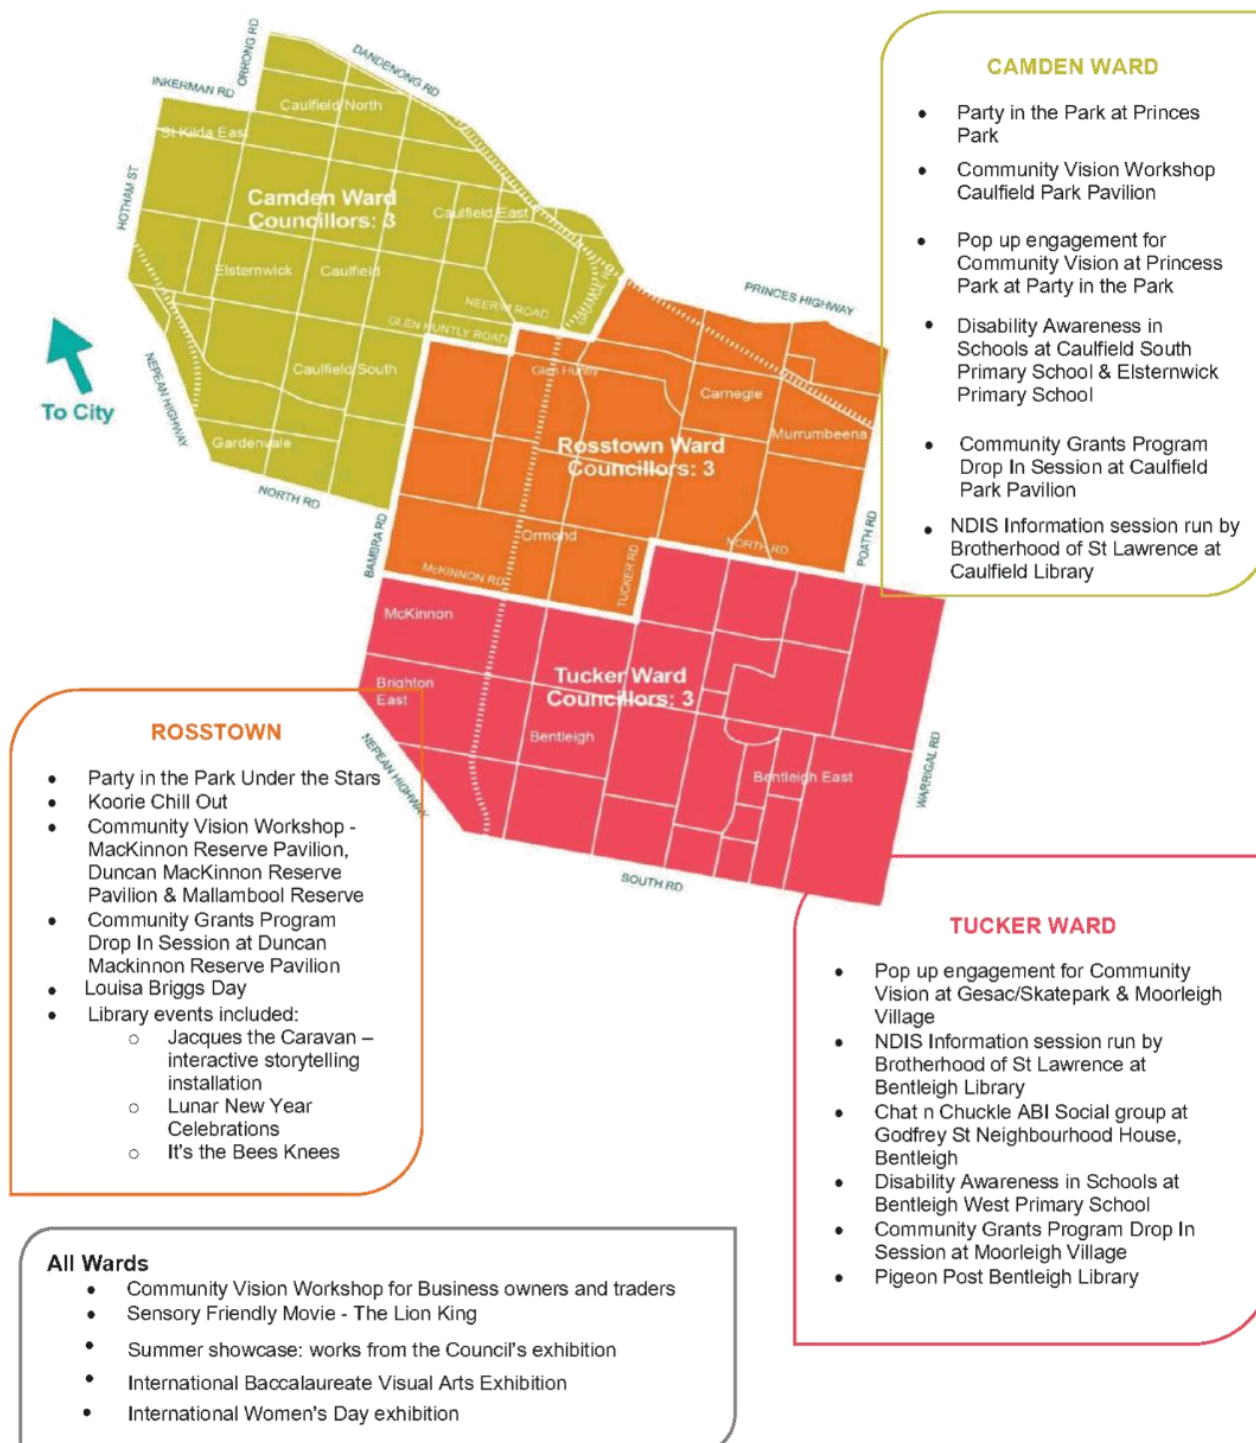 ORRONG RD
DANDENONG RD
INKERMAN RD
Caulfield North
St Kilda East
HOTHAM ST
Camden Ward
Councillors: 3
Caulfield East
Elsternwick
Caulfield
NEERIM ROAD
GRANGE RD
GLEN HUNTLY ROAD
PRINCES HIGHWAY
To City
NEPEAN HIGHWAY
Caulfield South
Glen Huntly
Carnegie
Gardenvale
Murrumbeena
Rosstown Ward
Councillors: 3
NORTH RD
BAMBRA RD
Ormond
NORTH RD
POATH RD
McKINNON RD
TUCKER RD
McKinnon
Tucker Ward
Councillors: 3
Brighton
East
Bentleigh
NEPEAN HIGHWAY
Bentleigh East
WARRIGAL RD
SOUTH RD
CAMDEN WARD
• Party in the Park at Princes
Park
• Community Vision Workshop
Caulfield Park Pavilion
• Pop up engagement for
Community Vision at Princess
Park at Party in the Park
• Disability Awareness in
Schools at Caulfield South
Primary School & Elsternwick
Primary School
• Community Grants Program
Drop In Session at Caulfield
Park Pavilion
• NDIS Information session run by
Brotherhood of St Lawrence at
Caulfield Library
ROSSTOWN
• Party in the Park Under the Stars
• Koorie Chill Out
• Community Vision Workshop -
MacKinnon Reserve Pavilion,
Duncan MacKinnon Reserve
Pavilion & Mallambool Reserve
• Community Grants Program
Drop In Session at Duncan
Mackinnon Reserve Pavilion
• Louisa Briggs Day
• Library events included:
○ Jacques the Caravan –
interactive storytelling
installation
○ Lunar New Year
Celebrations
○ It's the Bees Knees
TUCKER WARD
• Pop up engagement for Community
Vision at Gesac/Skatepark & Moorleigh
Village
• NDIS Information session run by
Brotherhood of St Lawrence at
Bentleigh Library
• Chat n Chuckle ABI Social group at
Godfrey St Neighbourhood House,
Bentleigh
• Disability Awareness in Schools at
Bentleigh West Primary School
• Community Grants Program Drop In
Session at Moorleigh Village
• Pigeon Post Bentleigh Library
All Wards
• Community Vision Workshop for Business owners and traders
• Sensory Friendly Movie - The Lion King
• Summer showcase: works from the Council's exhibition
• International Baccalaureate Visual Arts Exhibition
• International Women's Day exhibition